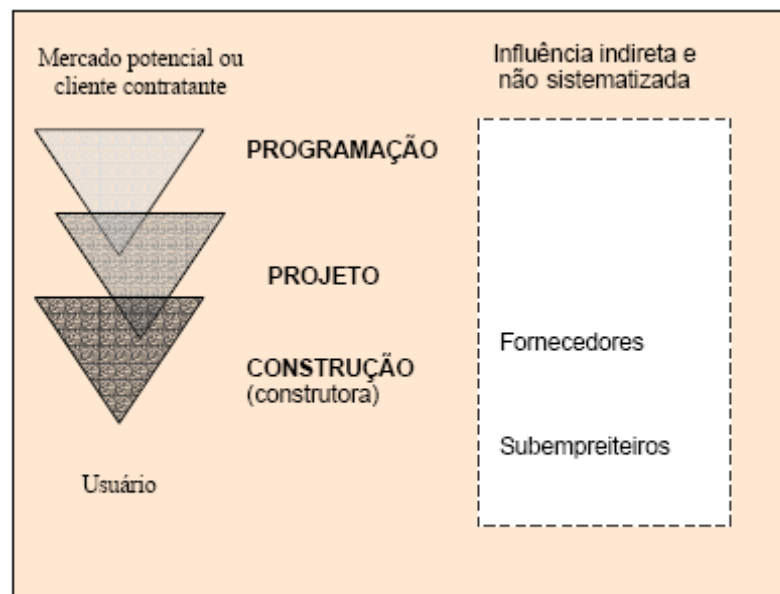 Mercado potencial ou
cliente contratante
Influência indireta e
não sistematizada
PROGRAMAÇÃO
PROJETO
Fornecedores
CONSTRUÇÃO
(construtora)
Subempreiteiros
Usuário